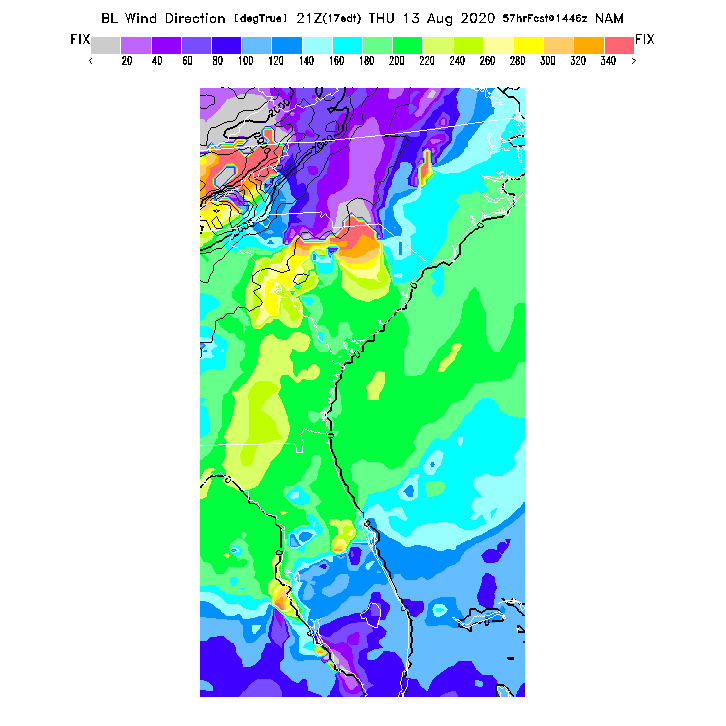 BL Wind Direction [degTrue] 21Z(17edt) THU 13 Aug 2020 57hrFcst@1446z NAM
FIX FIX
< 20 40 60 80 100 120 140 160 180 200 220 240 260 280 300 320 340 >